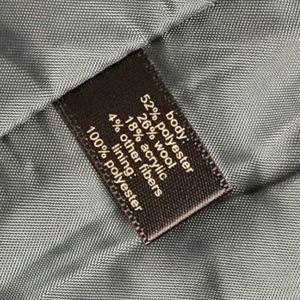 body:
52% polyester
26% wool
18% acrylic
4% other fibers
lining:
100% polyester